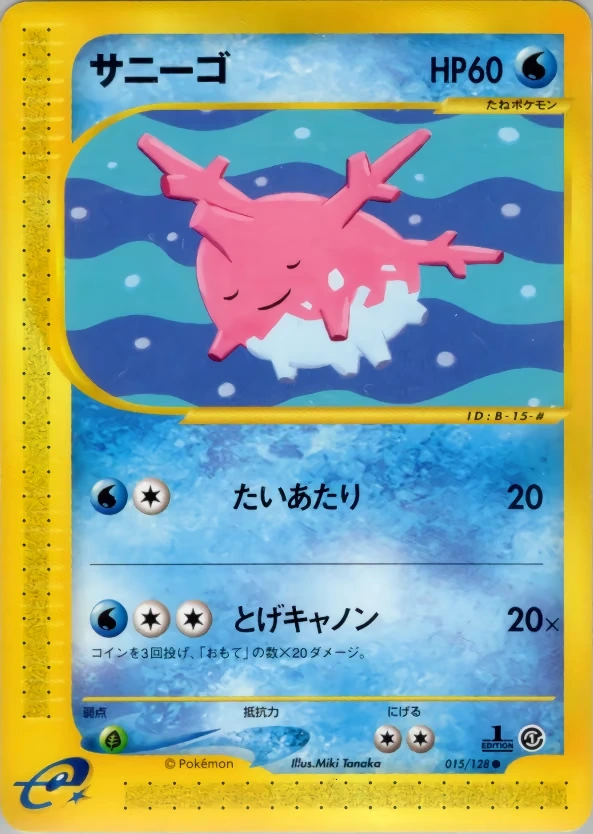 サニーゴ HP60
たねポケモン
ID:B-15-#
たいあたり 20
とげキャノン 20×
コインを3回投げ、「おもて」の数×20ダメージ。
弱点 抵抗力 にげる
1 EDITION
© Pokémon Illus.Miki Tanaka 015/128●
e